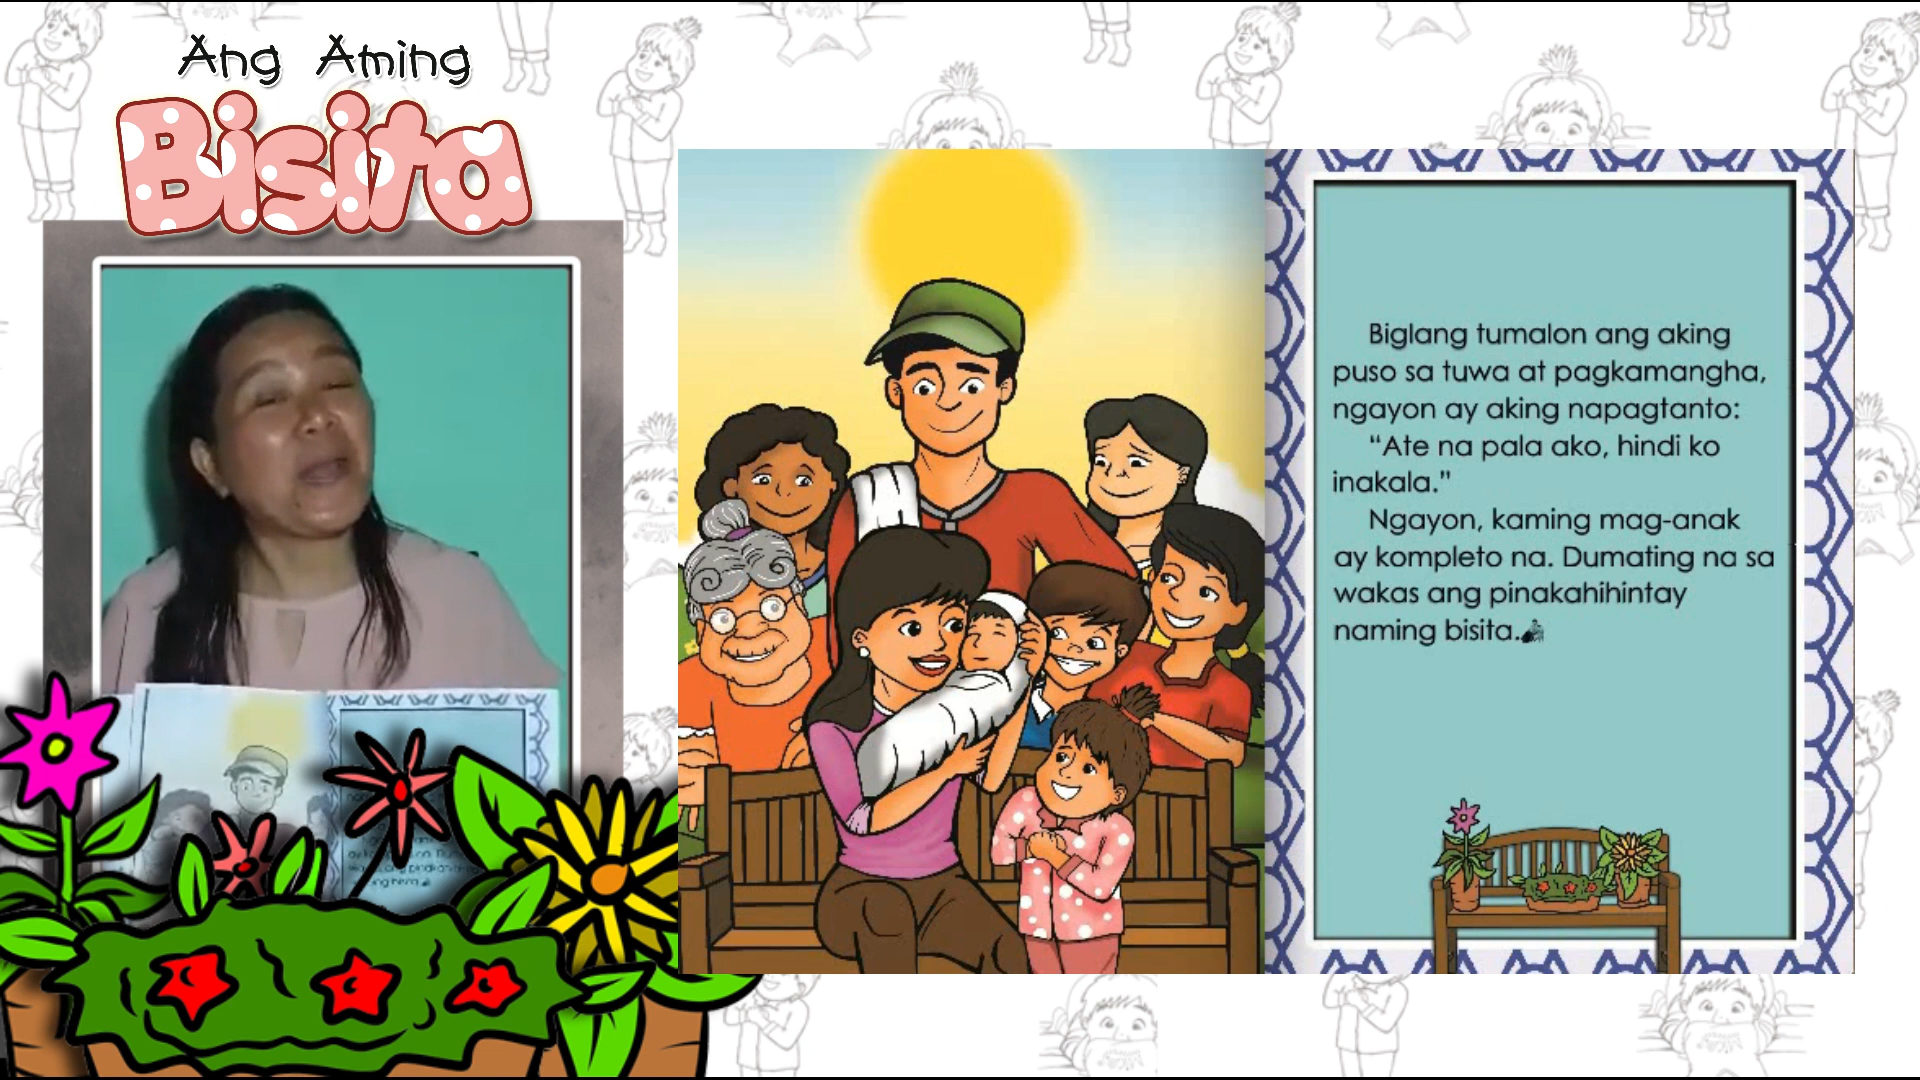 Ang Aming
Bisita
Biglang tumalon ang aking
puso sa tuwa at pagkamangha,
ngayon ay aking napagtanto:
“Ate na pala ako, hindi ko
inakala.”
Ngayon, kaming mag-anak
ay kompleto na. Dumating na sa
wakas ang pinakahihintay
naming bisita.